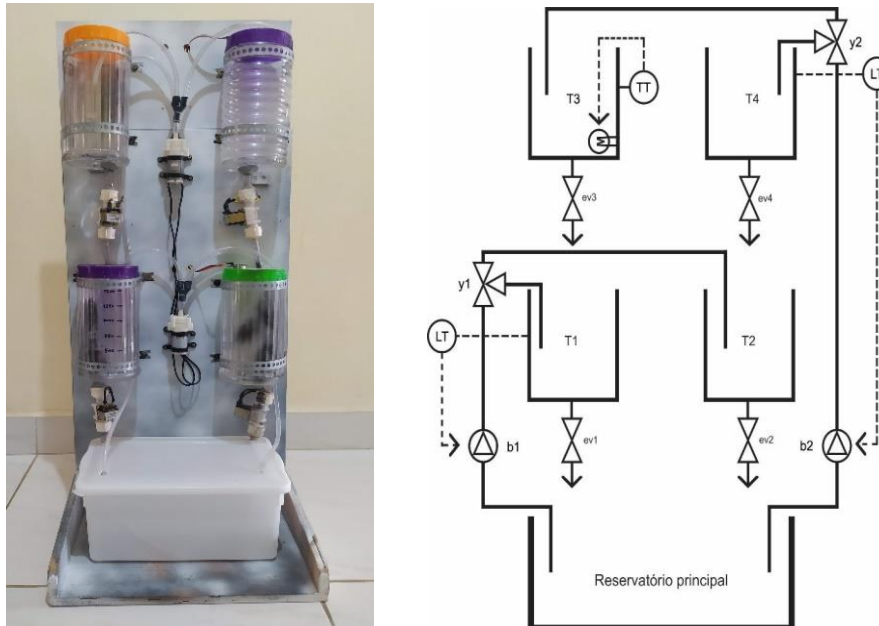 y2
T3
TT
T4
LT
ev3
ev4
y1
LT
T1
T2
b1
ev1
ev2
b2
Reservatório principal